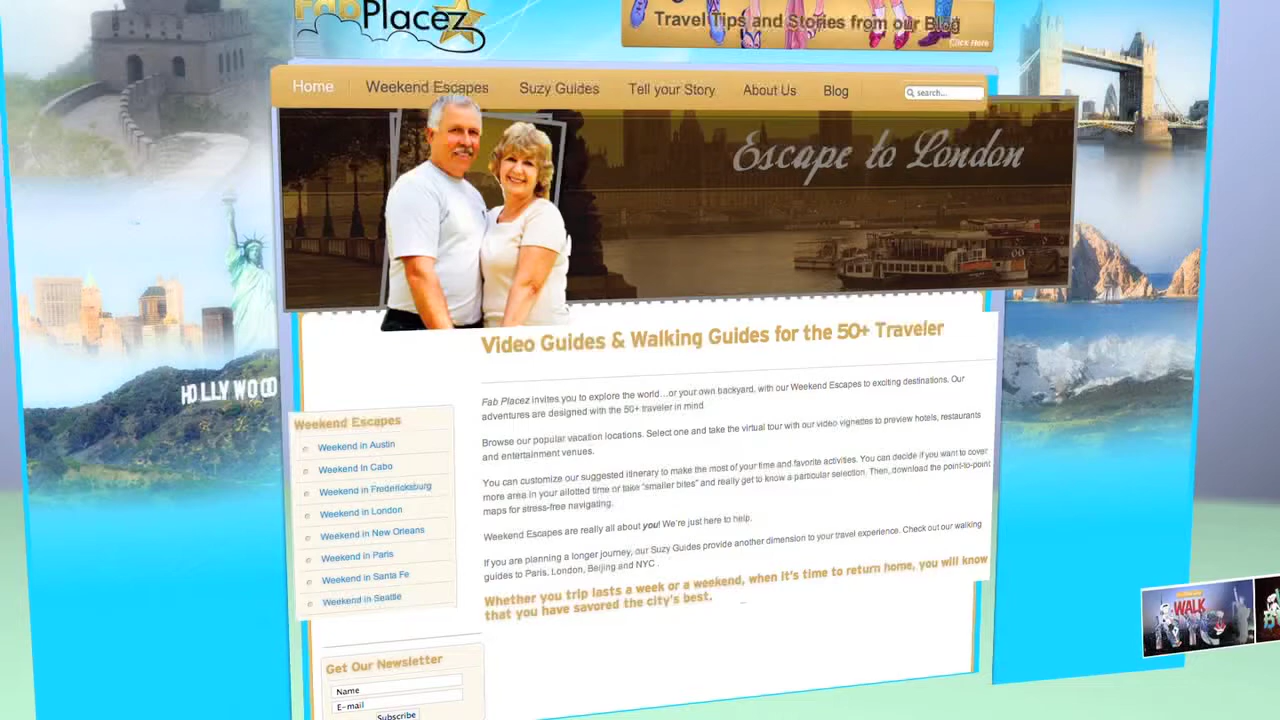 FabPlacez
Travel Tips and Stories from our Blog
Click Here
Home Weekend Escapes Suzy Guides Tell your Story About Us Blog search...
Escape to London
Video Guides & Walking Guides for the 50+ Traveler
Fab Placez invites you to explore the world...or your own backyard, with our Weekend Escapes to exciting destinations. Our
adventures are designed with the 50+ traveler in mind
Browse our popular vacation locations. Select one and take the virtual tour with our video vignettes to preview hotels, restaurants
and entertainment venues.
You can customize our suggested itinerary to make the most of your time and favorite activities. You can decide if you want to cover
more area in your allotted time or take "smaller bites" and really get to know a particular selection. Then, download the point-to-point
maps for stress-free navigating.
Weekend Escapes are really all about you! We're just here to help.
If you are planning a longer journey, our Suzy Guides provide another dimension to your travel experience. Check out our walking
guides to Paris, London, Beijing and NYC .
Whether you trip lasts a week or a weekend, when it's time to return home, you will know
that you have savored the city's best.
HOLLYWOOD
Weekend Escapes
Weekend in Austin
Weekend in Cabo
Weekend in Fredericksburg
Weekend in London
Weekend in New Orleans
Weekend in Paris
Weekend in Santa Fe
Weekend in Seattle
Get Our Newsletter
Name
E-mail
Subscribe
WALK